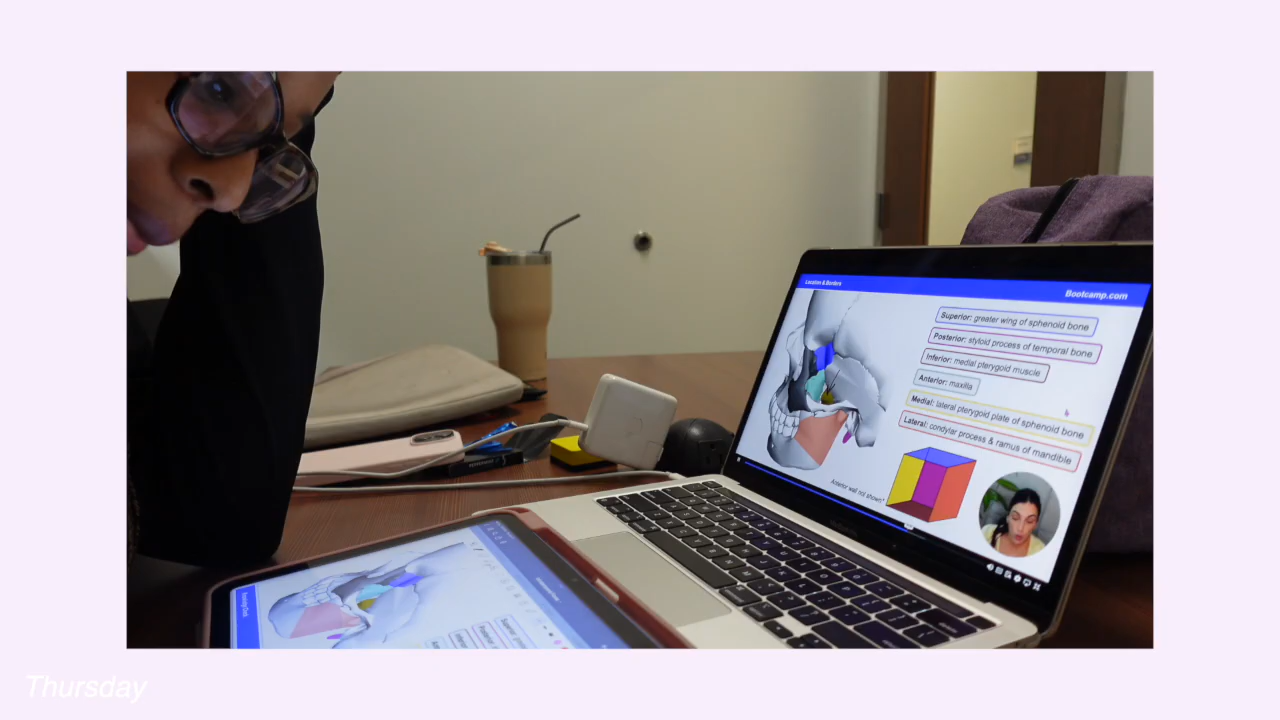 Location & Borders
Bootcamp.com
Superior: greater wing of sphenoid bone
Posterior: styloid process of temporal bone
Inferior: medial pterygoid muscle
Anterior: maxilla
Medial: lateral pterygoid plate of sphenoid bone
Lateral: condylar process & ramus of mandible
Anterior wall not shown*
Thursday